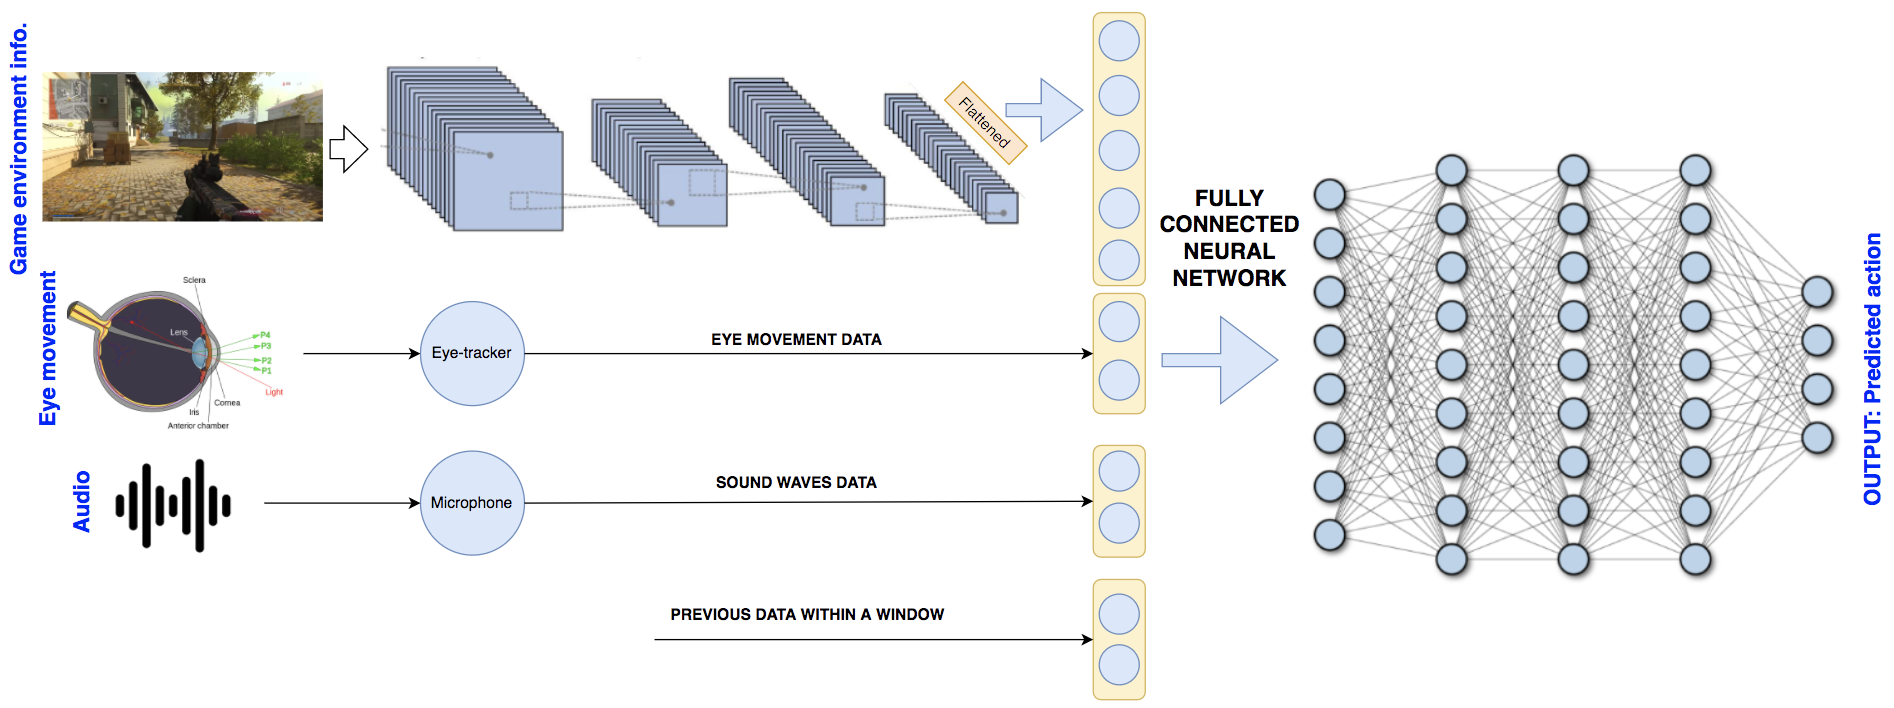 Game environment info.
Flattened
FULLY
CONNECTED
NEURAL
NETWORK
Eye movement
Sclera
Lens
P4
P3
P2
P1
Light
Cornea
Iris
Anterior chamber
Eye-tracker
EYE MOVEMENT DATA
OUTPUT: Predicted action
Audio
Microphone
SOUND WAVES DATA
PREVIOUS DATA WITHIN A WINDOW